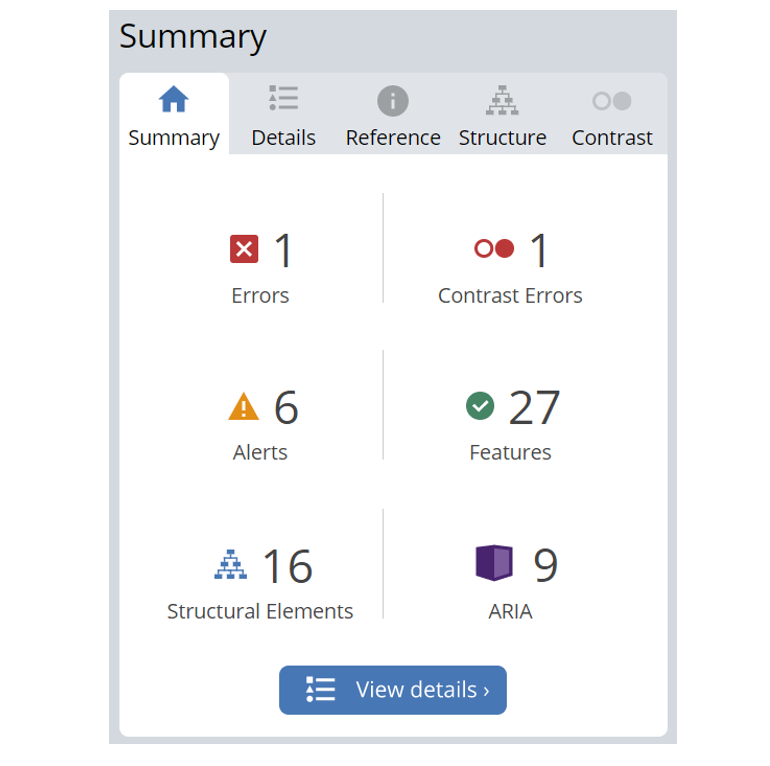 Summary
Summary Details Reference Structure Contrast
1 1
Errors Contrast Errors
6 27
Alerts Features
16 9
Structural Elements ARIA
View details ›